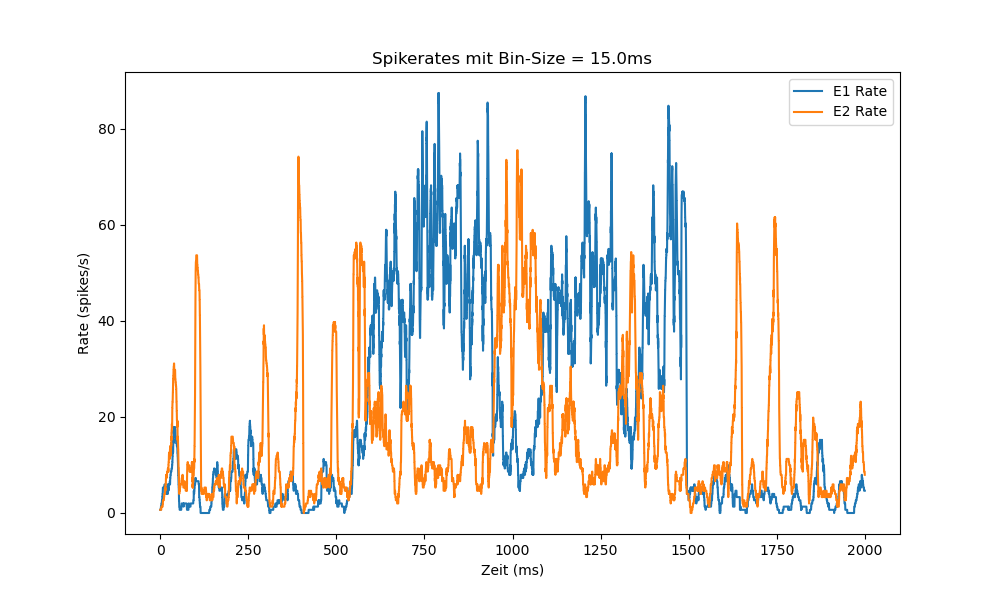 Spikerates mit Bin-Size = 15.0ms
E1 Rate
E2 Rate
Rate (spikes/s)
80
60
40
20
0
0 250 500 750 1000 1250 1500 1750 2000
Zeit (ms)